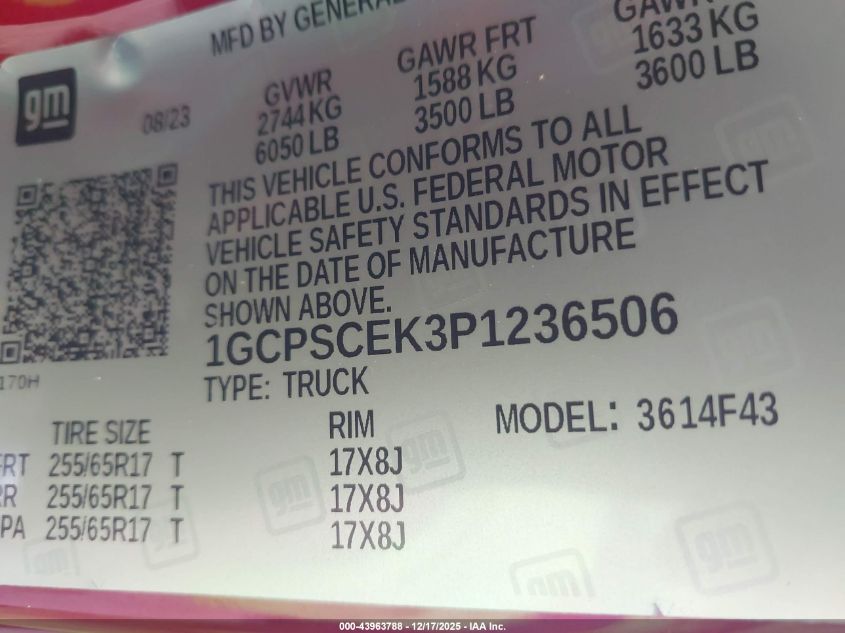 MFD BY GENERAL
gm
08/23
GVWR
2744 KG
6050 LB
GAWR FRT
1588 KG
3500 LB
GAWR
1633 KG
3600 LB
THIS VEHICLE CONFORMS TO ALL
APPLICABLE U.S. FEDERAL MOTOR
VEHICLE SAFETY STANDARDS IN EFFECT
ON THE DATE OF MANUFACTURE
SHOWN ABOVE.
1GCPSCEK3P1236506
170H
TYPE: TRUCK
MODEL: 3614F43
TIRE SIZE RIM
FRT 255/65R17 T 17X8J
RR 255/65R17 T 17X8J
SPA 255/65R17 T 17X8J
000-43963788 - 12/17/2025 - IAA Inc.